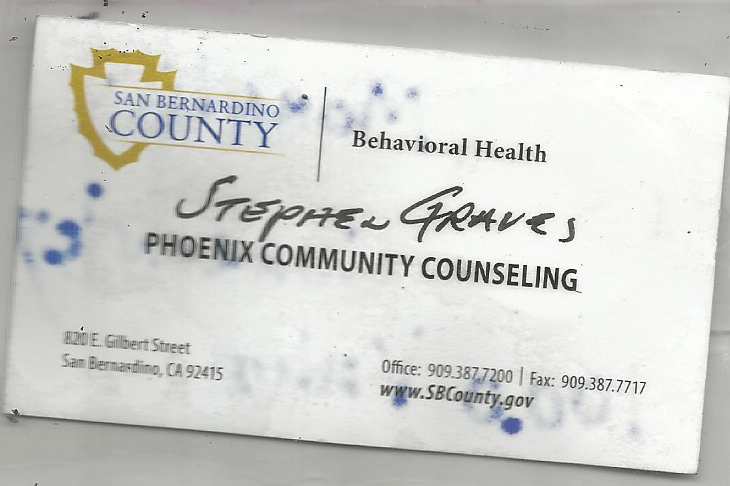 SAN BERNARDINO
COUNTY
Behavioral Health
STEPHEN GRAVES
PHOENIX COMMUNITY COUNSELING
820 E. Gillbert Street
San Bernardino, CA 92415
Office: 909.387.7200 | Fax: 909.387.7717
www.SBCounty.gov